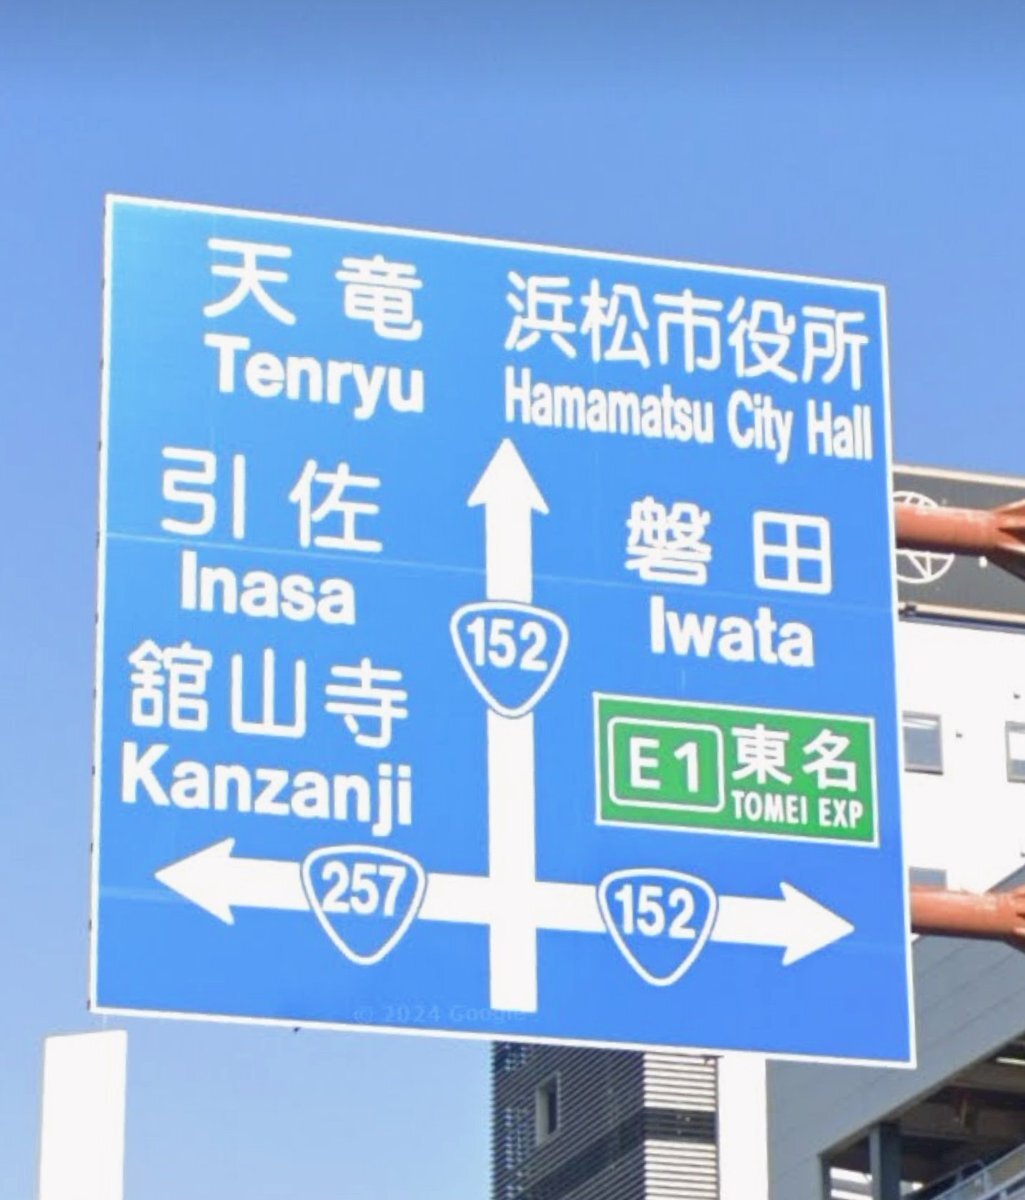 天竜 浜松市役所
Tenryu Hamamatsu City Hall
引佐
Inasa
磐田
Iwata
152
舘山寺
Kanzanji
E1 東名
TOMEI EXP
257
152
© 2024 Google